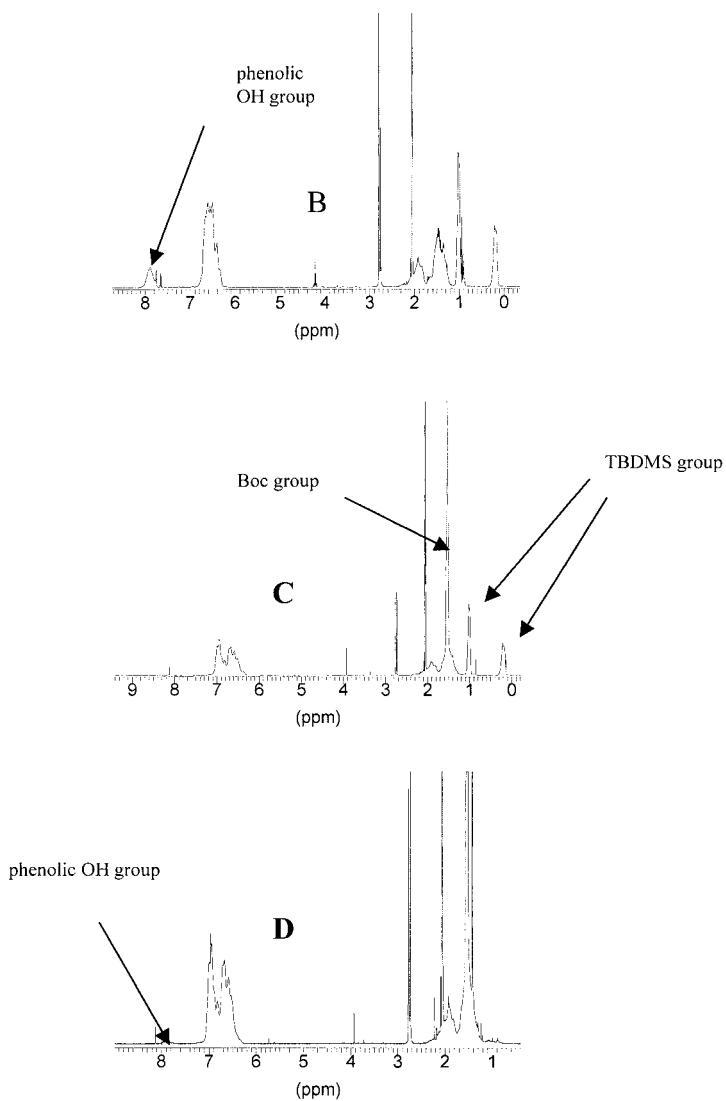 phenolic
OH group
B
8 7 6 5 4 3 2 1 0
(ppm)
Boc group
TBDMS group
C
9 8 7 6 5 4 3 2 1 0
(ppm)
phenolic OH group
D
8 7 6 5 4 3 2 1
(ppm)